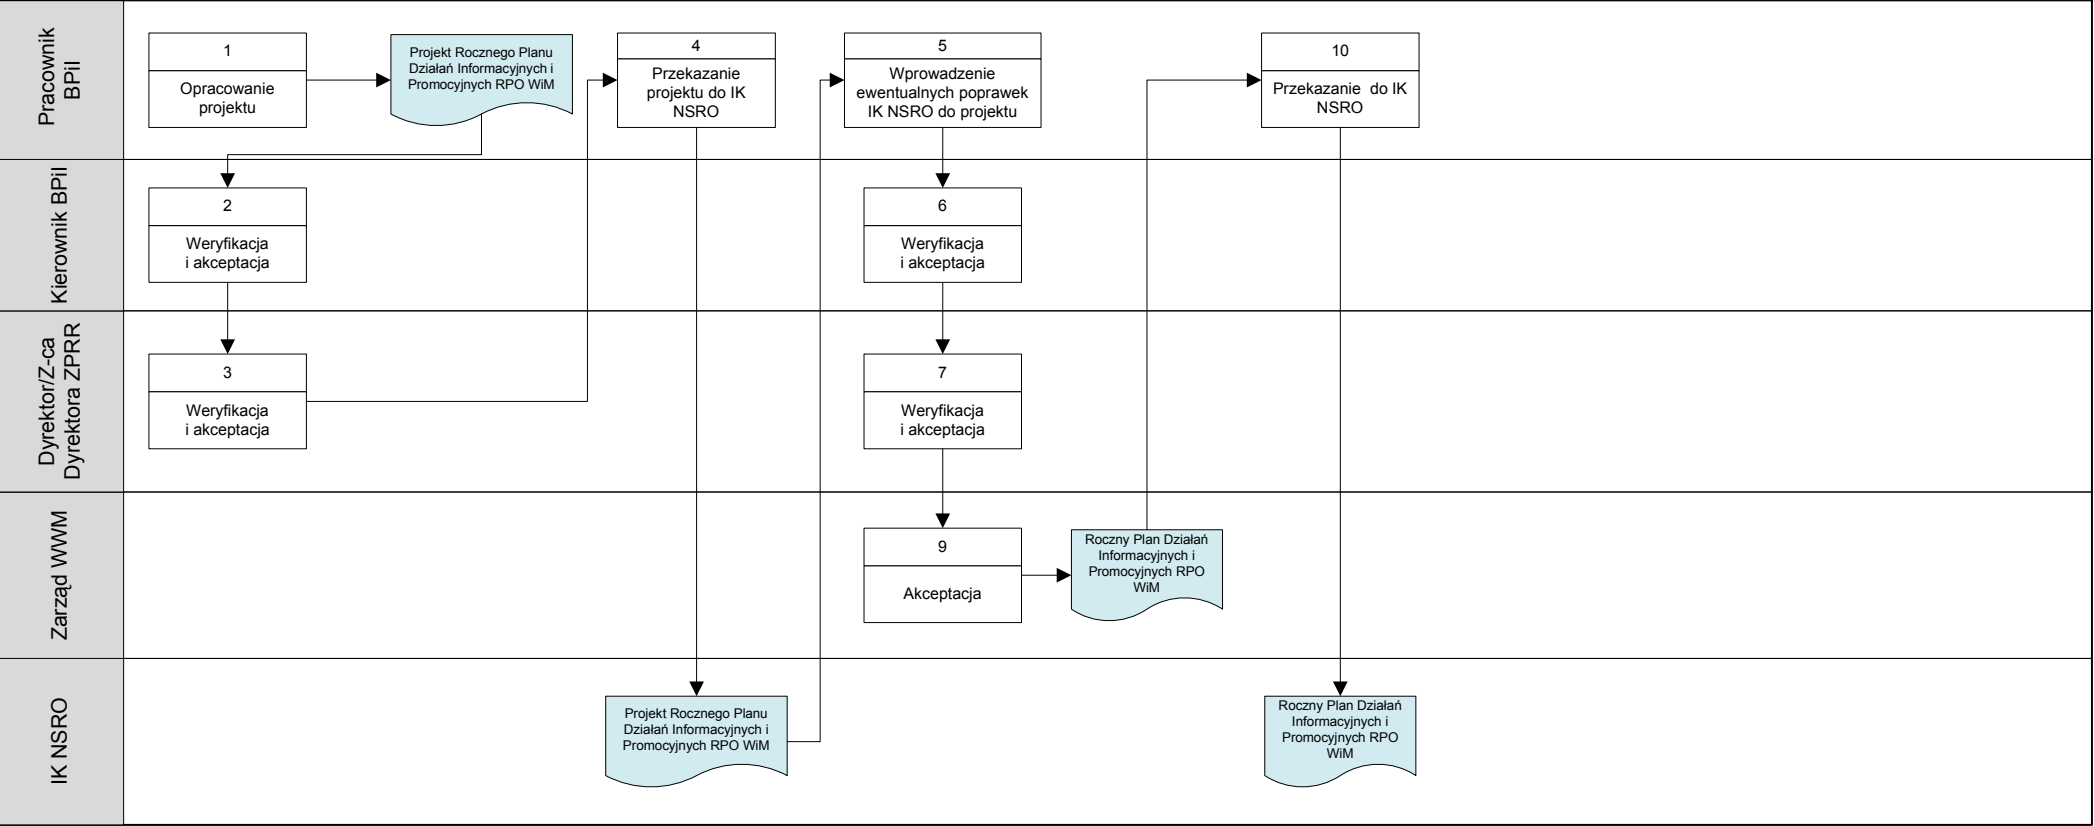 Pracownik
BPiI
1
Opracowanie
projektu
Projekt Rocznego Planu
Działań Informacyjnych i
Promocyjnych RPO WiM
4
Przekazanie
projektu do IK
NSRO
5
Wprowadzenie
ewentualnych poprawek
IK NSRO do projektu
10
Przekazanie do IK
NSRO
Kierownik BPiI
2
Weryfikacja
i akceptacja
6
Weryfikacja
i akceptacja
Dyrektor/Z-ca
Dyrektora ZPRR
3
Weryfikacja
i akceptacja
7
Weryfikacja
i akceptacja
Zarząd WWM
9
Akceptacja
Roczny Plan Działań
Informacyjnych i
Promocyjnych RPO
WiM
IK NSRO
Projekt Rocznego Planu
Działań Informacyjnych i
Promocyjnych RPO WiM
Roczny Plan Działań
Informacyjnych i
Promocyjnych RPO
WiM